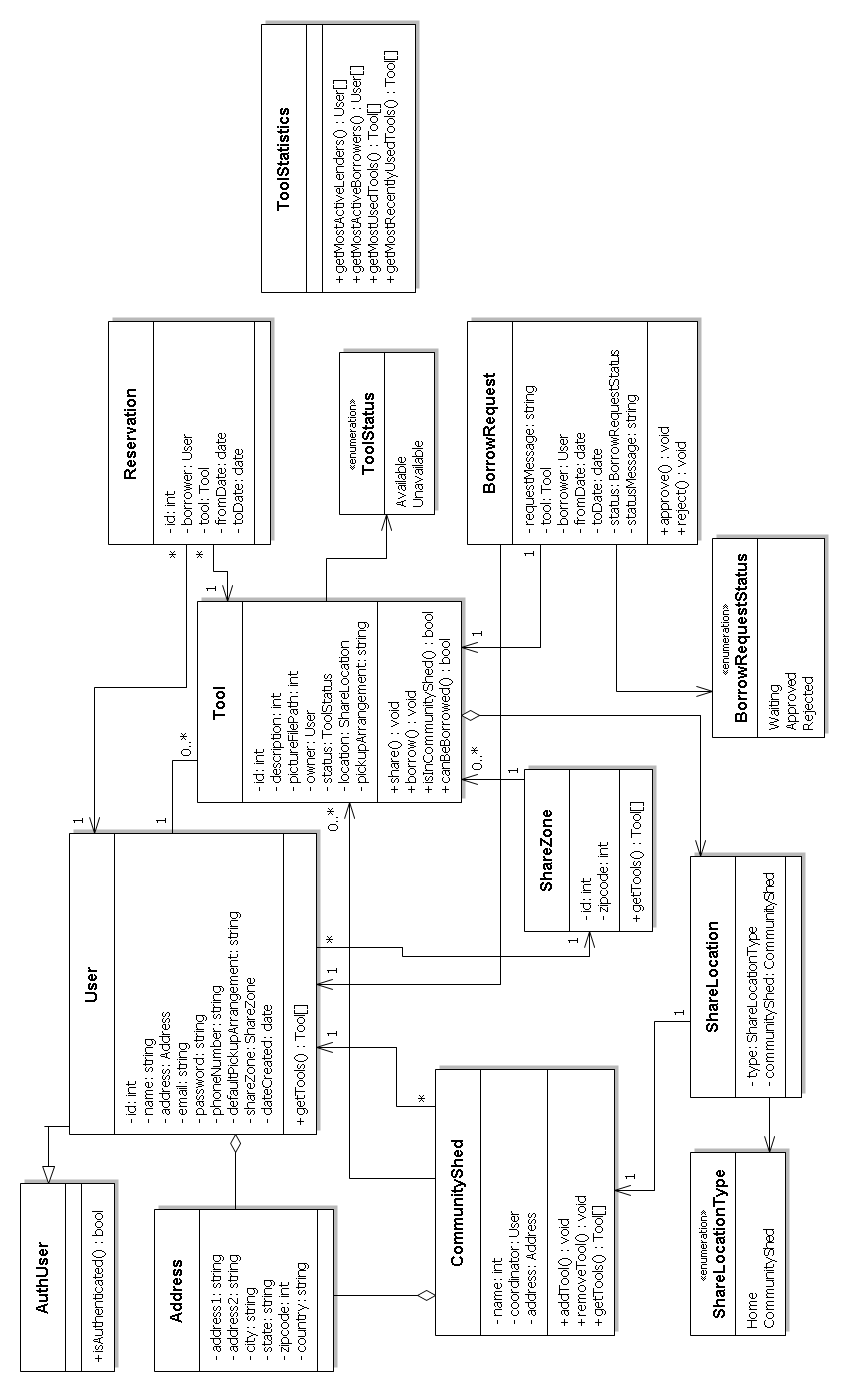 AuthUser
+isAuthenticated() : bool
Address
-address1: string
-address2: string
-city: string
-state: string
-zipcode: int
-country: string
User
-id: int
-name: string
-address: Address
-email: string
-password: string
-phoneNumber: string
-defaultPickupArrangement: string
-shareZone: ShareZone
-dateCreated: date
+getTools() : Tool[]
1
1
*
1
1
Reservation
-id: int
-borrower: User
-tool: Tool
-fromDate: date
-toDate: date
*
*
Tool
-id: int
-description: int
-pictureFilePath: int
-owner: User
-status: ToolStatus
-location: ShareLocation
-pickupArrangement: string
+share() : void
+borrow() : void
+isInCommunityShed() : bool
+canBeBorrowed() : bool
0..*
1
0..*
0..*
1
ToolStatistics
+getMostActiveLenders() : User[]
+getMostActiveBorrowers() : User[]
+getMostUsedTools() : Tool[]
+getMostRecentlyUsedTools() : Tool[]
«enumeration»
ToolStatus
Available
Unavailable
CommunityShed
-name: int
-coordinator: User
-address: Address
+addTool() : void
+removeTool() : void
+getTools() : Tool[]
*
1
ShareZone
-id: int
-zipcode: int
+getTools() : Tool[]
1
1
BorrowRequest
-requestMessage: string
-tool: Tool
-borrower: User
-fromDate: date
-toDate: date
-status: BorrowRequestStatus
-statusMessage: string
+approve() : void
+reject() : void
1
«enumeration»
ShareLocationType
Home
CommunityShed
ShareLocation
-type: ShareLocationType
-communityShed: CommunityShed
1
«enumeration»
BorrowRequestStatus
Waiting
Approved
Rejected